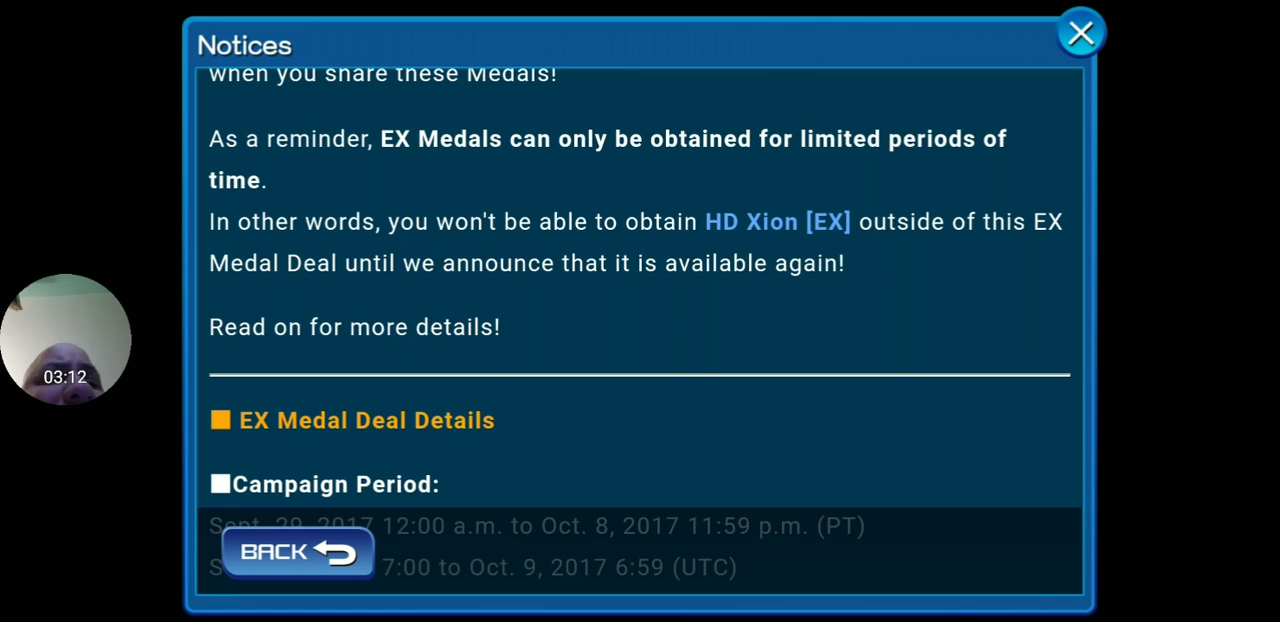 Notices
when you share these Medals!
As a reminder, EX Medals can only be obtained for limited periods of
time.
In other words, you won't be able to obtain HD Xion [EX] outside of this EX
Medal Deal until we announce that it is available again!
Read on for more details!
03:12
EX Medal Deal Details
Campaign Period:
Sept. 29, 2017 12:00 a.m. to Oct. 8, 2017 11:59 p.m. (PT)
BACK
7:00 to Oct. 9, 2017 6:59 (UTC)